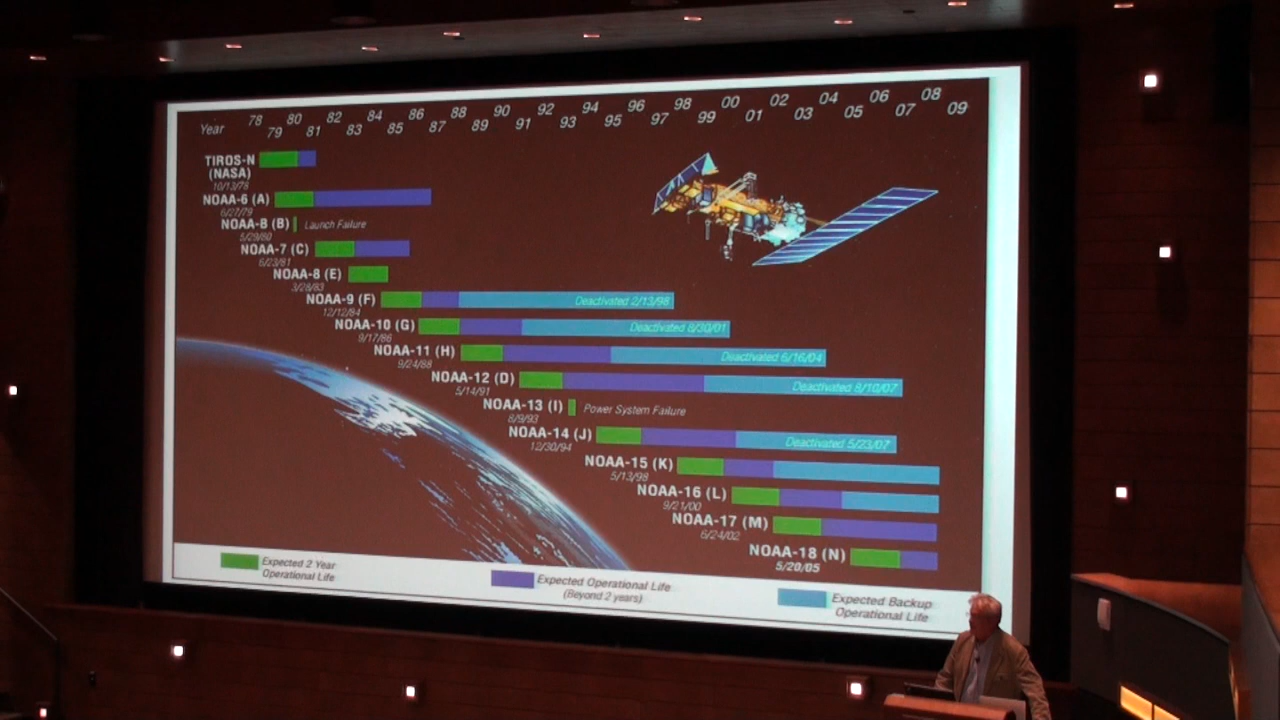 Year 78 79 80 81 82 83 84 85 86 87 88 89 90 91 92 93 94 95 96 97 98 99 00 01 02 03 04 05 06 07 08 09
TIROS-N
(NASA)
10/13/78
NOAA-6 (A)
6/27/79
NOAA-8 (B) Launch Failure
5/29/80
NOAA-7 (C)
6/23/81
NOAA-8 (E)
3/28/83
NOAA-9 (F) Deactivated 2/13/98
12/12/84
NOAA-10 (G) Deactivated 8/30/01
9/17/86
NOAA-11 (H) Deactivated 6/16/04
9/24/88
NOAA-12 (D) Deactivated 8/10/07
5/14/91
NOAA-13 (I) Power System Failure
8/9/93
NOAA-14 (J) Deactivated 5/23/07
12/30/94
NOAA-15 (K)
5/13/98
NOAA-16 (L)
9/21/00
NOAA-17 (M)
6/24/02
NOAA-18 (N)
5/20/05
Expected 2 Year
Operational Life
Expected Operational Life
(Beyond 2 years)
Expected Backup
Operational Life